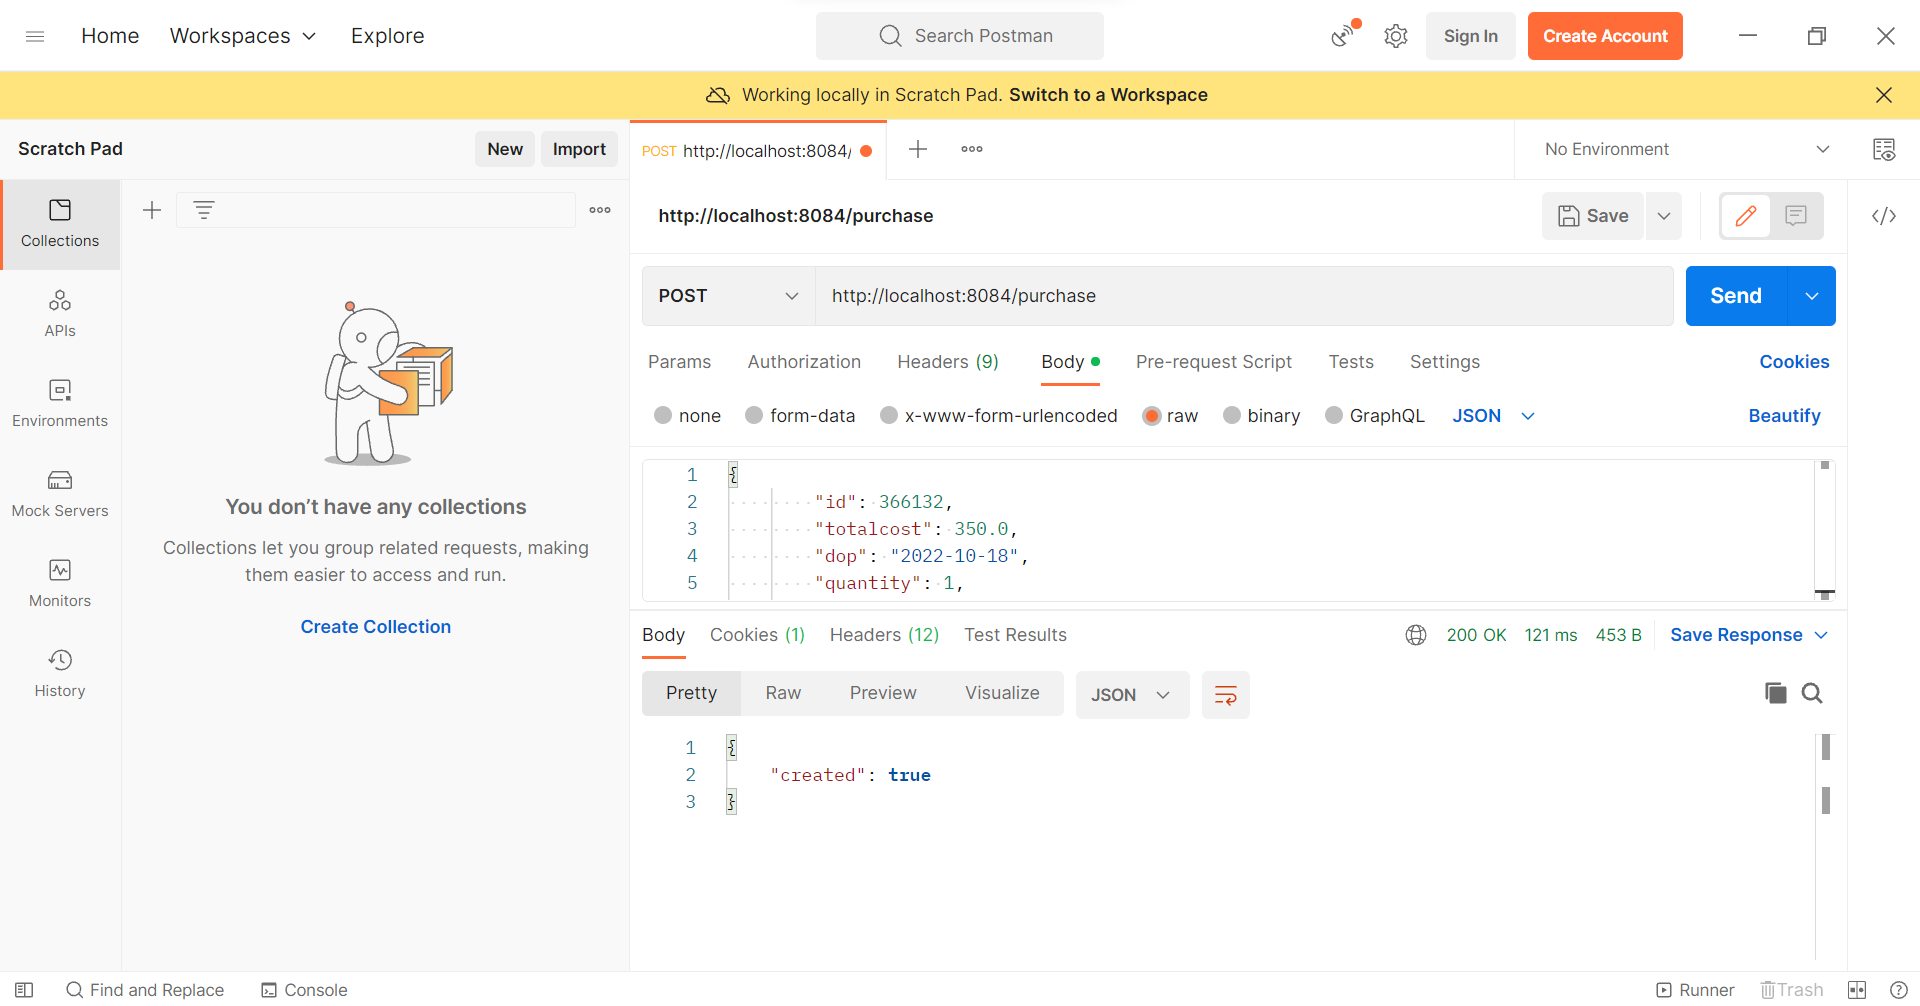 Home Workspaces Explore Search Postman Sign In Create Account
Working locally in Scratch Pad. Switch to a Workspace
Scratch Pad New Import
POST http://localhost:8084/
No Environment
Collections
APIs
Environments
Mock Servers
Monitors
History
You don’t have any collections
Collections let you group related requests, making
them easier to access and run.
Create Collection
http://localhost:8084/purchase Save
POST http://localhost:8084/purchase Send
Params Authorization Headers (9) Body Pre-request Script Tests Settings Cookies
none form-data x-www-form-urlencoded raw binary GraphQL JSON Beautify
1 {
2 "id": 366132,
3 "totalcost": 350.0,
4 "dop": "2022-10-18",
5 "quantity": 1,
Body Cookies (1) Headers (12) Test Results 200 OK 121 ms 453 B Save Response
Pretty Raw Preview Visualize JSON
1 {
2 "created": true
3 }
Find and Replace Console Runner Trash